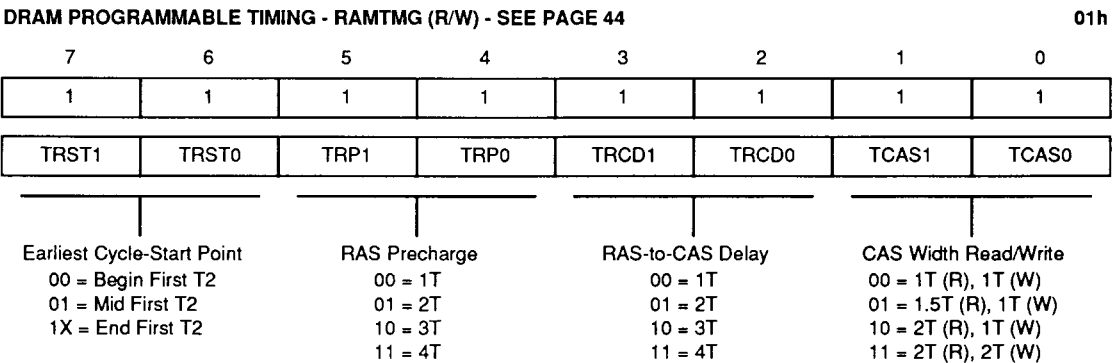 DRAM PROGRAMMABLE TIMING - RAMTMG (R/W) - SEE PAGE 44 01h
7 6 5 4 3 2 1 0
1 1 1 1 1 1 1 1
TRST1 TRST0 TRP1 TRP0 TRCD1 TRCD0 TCAS1 TCAS0
Earliest Cycle-Start Point RAS Precharge RAS-to-CAS Delay CAS Width Read/Write
00 = Begin First T2 00 = 1T 00 = 1T 00 = 1T (R), 1T (W)
01 = Mid First T2 01 = 2T 01 = 2T 01 = 1.5T (R), 1T (W)
1X = End First T2 10 = 3T 10 = 3T 10 = 2T (R), 1T (W)
11 = 4T 11 = 4T 11 = 2T (R), 2T (W)